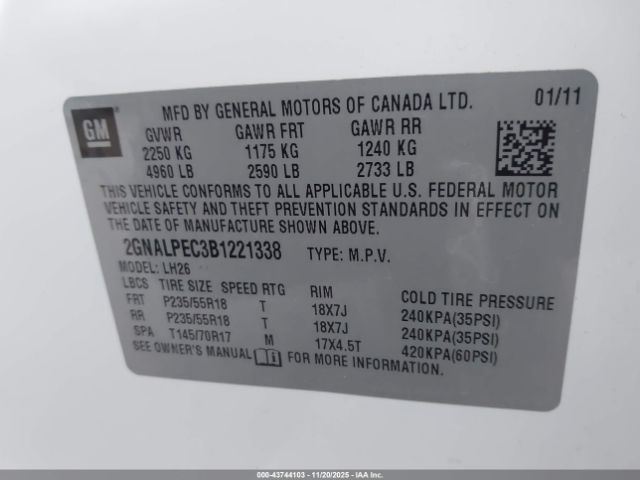 GM
MFD BY GENERAL MOTORS OF CANADA LTD. 01/11
GVWR GAWR FRT GAWR RR
2250 KG 1175 KG 1240 KG
4960 LB 2590 LB 2733 LB
THIS VEHICLE CONFORMS TO ALL APPLICABLE U.S. FEDERAL MOTOR
VEHICLE SAFETY AND THEFT PREVENTION STANDARDS IN EFFECT ON
THE DATE OF MANUFACTURE SHOWN ABOVE.
2GNALPEC3B1221338 TYPE: M.P.V.
MODEL: LH26
LBCS TIRE SIZE SPEED RTG RIM COLD TIRE PRESSURE
FRT P235/55R18 T 18X7J 240KPA(35PSI)
RR P235/55R18 T 18X7J 240KPA(35PSI)
SPA T145/70R17 M 17X4.5T 420KPA(60PSI)
SEE OWNER'S MANUAL FOR MORE INFORMATION.
000-43744103 - 11/20/2025 - IAAI.com